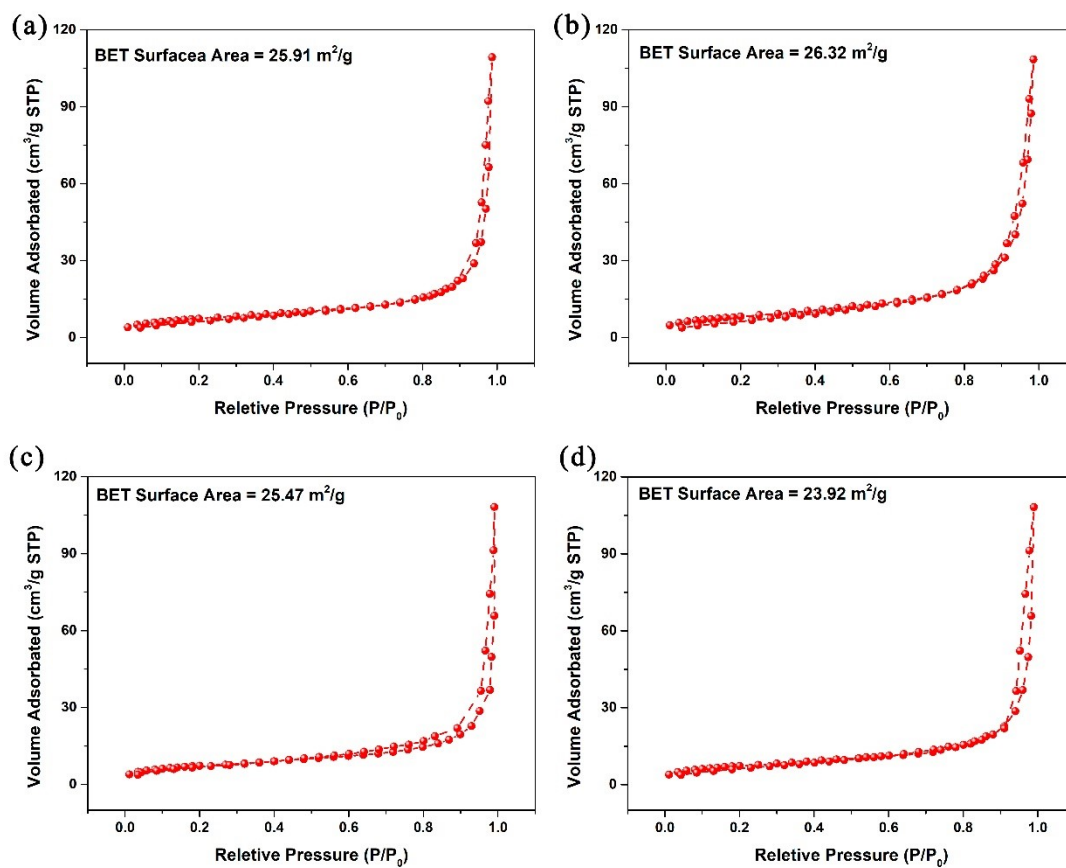 (a)
BET Surfacea Area = 25.91 m²/g
Volume Adsorbated (cm³/g STP)
120
90
60
30
0
0.0 0.2 0.4 0.6 0.8 1.0
Reletive Pressure (P/P₀)
(b)
BET Surface Area = 26.32 m²/g
Volume Adsorbated (cm³/g STP)
120
90
60
30
0
0.0 0.2 0.4 0.6 0.8 1.0
Reletive Pressure (P/P₀)
(c)
BET Surface Area = 25.47 m²/g
Volume Adsorbated (cm³/g STP)
120
90
60
30
0
0.0 0.2 0.4 0.6 0.8 1.0
Reletive Pressure (P/P₀)
(d)
BET Surface Area = 23.92 m²/g
Volume Adsorbated (cm³/g STP)
120
90
60
30
0
0.0 0.2 0.4 0.6 0.8 1.0
Reletive Pressure (P/P₀)